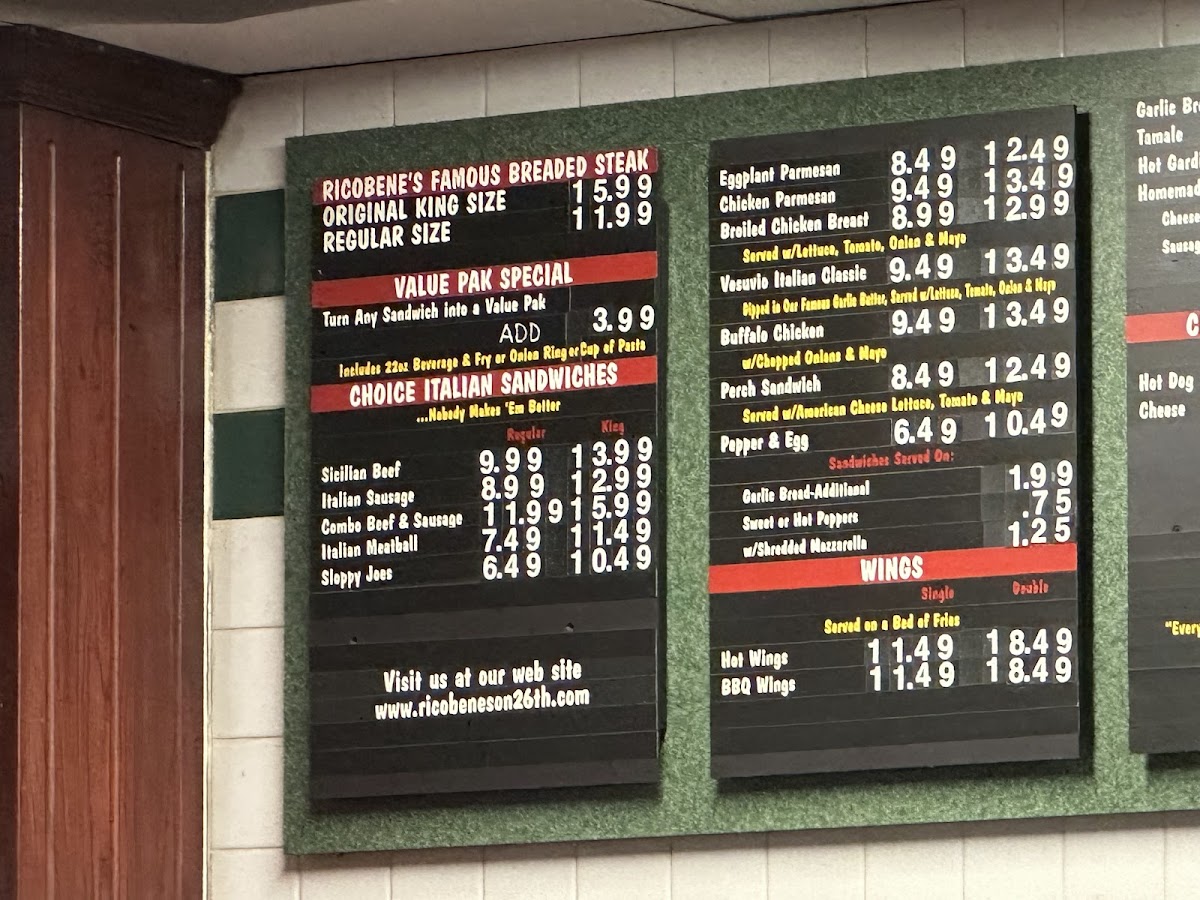 RICOBENE'S FAMOUS BREADED STEAK
ORIGINAL KING SIZE 15.99
REGULAR SIZE 11.99
VALUE PAK SPECIAL
Turn Any Sandwich into a Value Pak
ADD 3.99
Includes 22oz Beverage & Fry or Onion Ring or Cup of Pasta
CHOICE ITALIAN SANDWICHES
...Nobody Makes 'Em Better
Regular King
Sicilian Beef 9.99 13.99
Italian Sausage 8.99 12.99
Combo Beef & Sausage 11.99 15.99
Italian Meatball 7.49 11.49
Sloppy Joes 6.49 10.49
Visit us at our web site
www.ricobeneson26th.com
Eggplant Parmesan 8.49 12.49
Chicken Parmesan 9.49 13.49
Broiled Chicken Breast 8.99 12.99
Served w/Lettuce, Tomato, Onion & Mayo
Vesuvio Italian Classic 9.49 13.49
Dipped in Our Famous Garlic Butter, Served w/Lettuce, Tomato, Onion & Mayo
Buffalo Chicken 9.49 13.49
w/Chopped Onions & Mayo
Perch Sandwich 8.49 12.49
Served w/American Cheese Lettuce, Tomato & Mayo
Pepper & Egg 6.49 10.49
Sandwiches Served On:
Garlic Bread-Additional 1.99
Sweet or Hot Peppers .75
w/Shredded Mozzarella 1.25
WINGS
Single Double
Served on a Bed of Fries
Hot Wings 11.49 18.49
BBQ Wings 11.49 18.49
Garlic Br
Tamale
Hot Gardi
Homemad
Cheese
Sausag
C
Hot Dog
Cheese
"Every